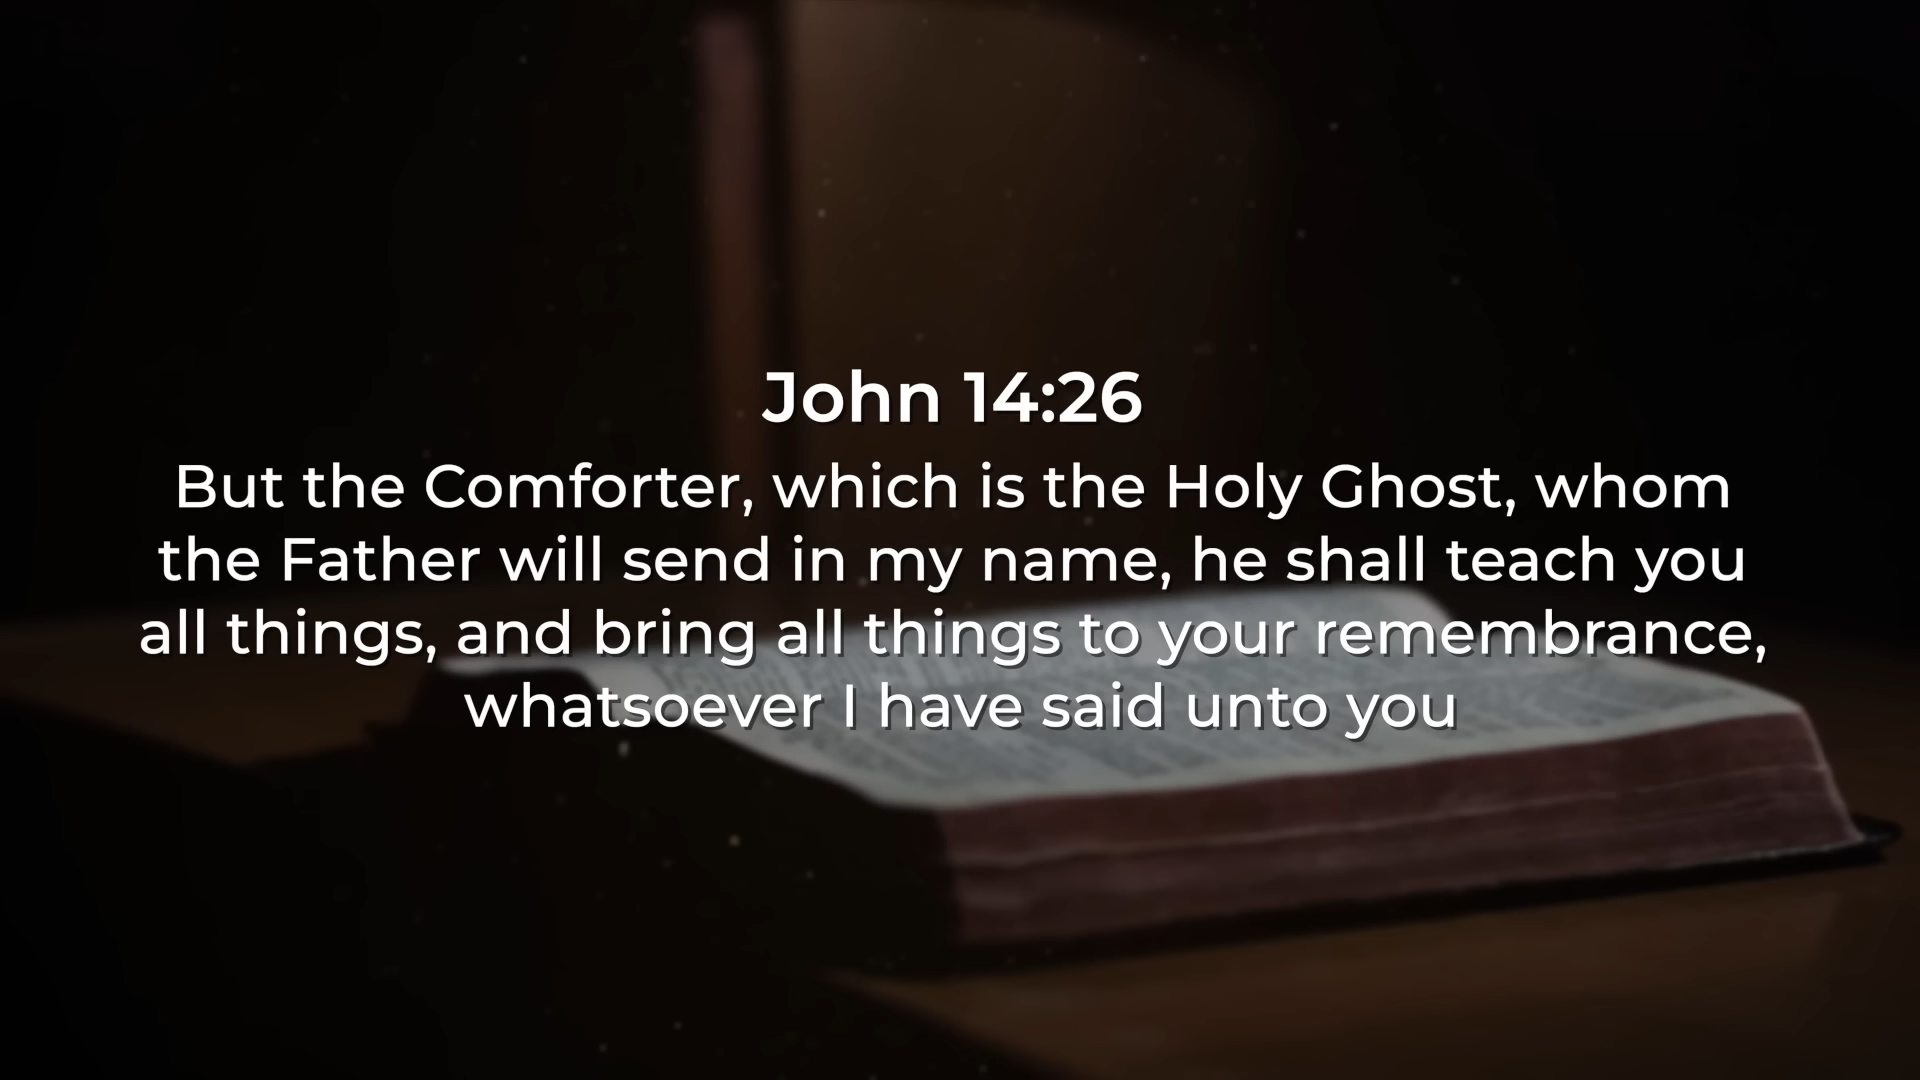 John 14:26
But the Comforter, which is the Holy Ghost, whom
the Father will send in my name, he shall teach you
all things, and bring all things to your remembrance,
whatsoever I have said unto you